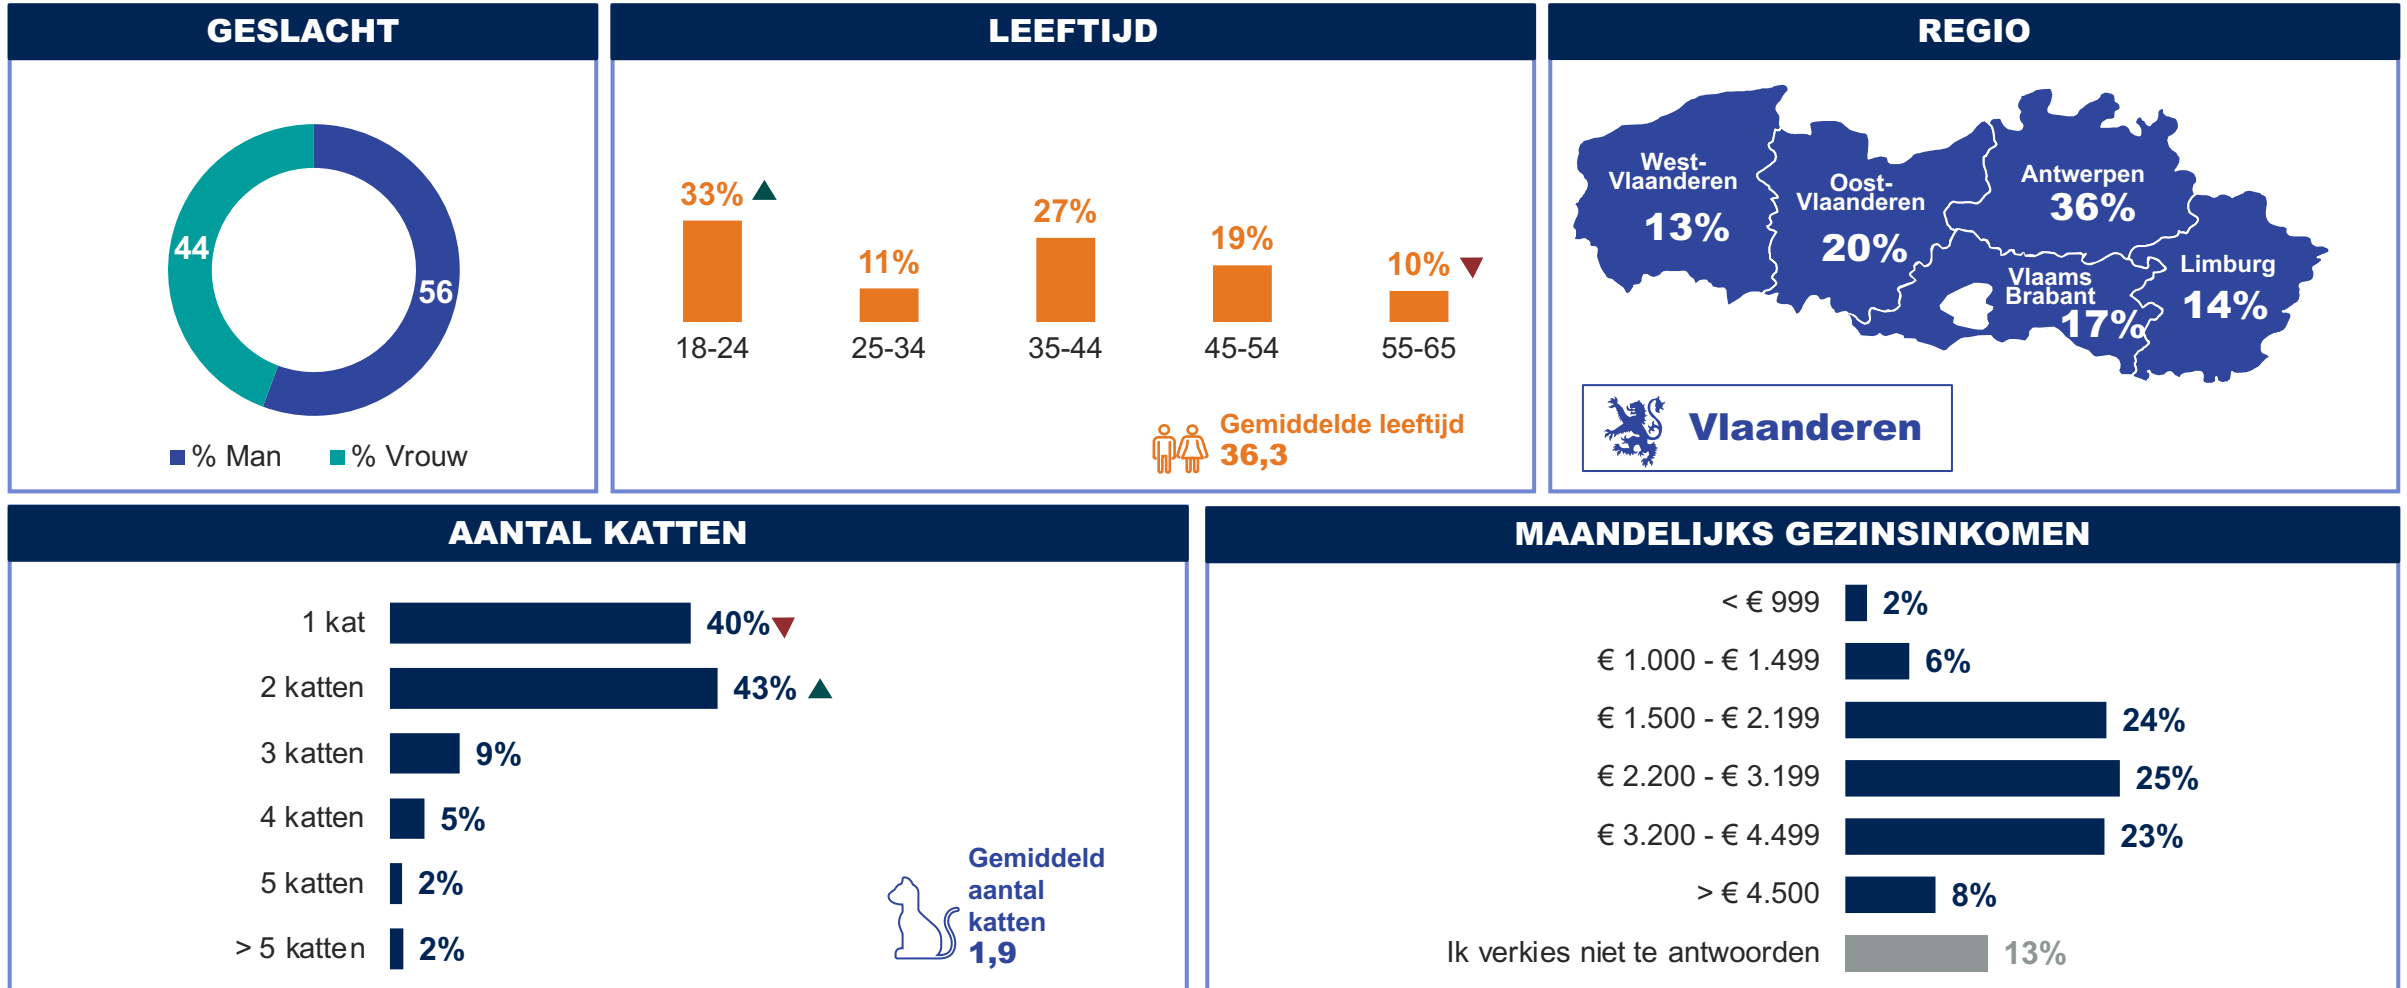 GESLACHT
44
56
% Man
% Vrouw
LEEFTIJD
33%
11%
27%
19%
10%
18-24
25-34
35-44
45-54
55-65
Gemiddelde leeftijd
36,3
REGIO
West-
Vlaanderen
13%
Oost-
Vlaanderen
20%
Antwerpen
36%
Vlaams
Brabant
17%
Limburg
14%
Vlaanderen
AANTAL KATTEN
1 kat 40%
2 katten 43%
3 katten 9%
4 katten 5%
5 katten 2%
> 5 katten 2%
Gemiddeld
aantal
katten
1,9
MAANDELIJKS GEZINSINKOMEN
< € 999 2%
€ 1.000 - € 1.499 6%
€ 1.500 - € 2.199 24%
€ 2.200 - € 3.199 25%
€ 3.200 - € 4.499 23%
> € 4.500 8%
Ik verkies niet te antwoorden 13%